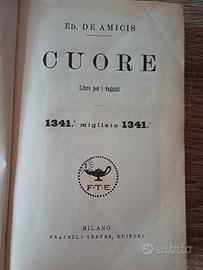 ED. DE AMICIS
CUORE
Libro per i ragazzi
1341.° migliaio 1341.°
F·T·E
MILANO
FRATELLI TREVES, EDITORI
subito